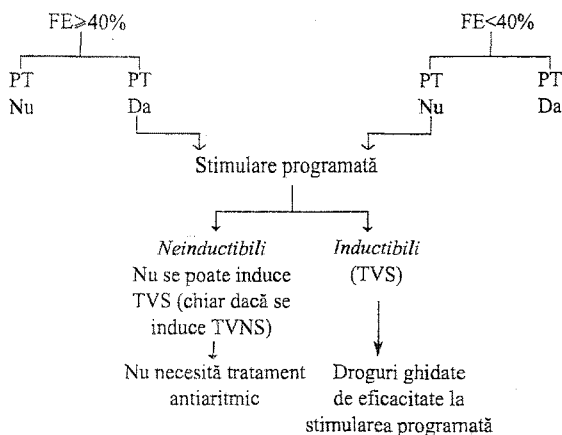 FE⩾40% FE<40%
PT PT PT PT
Nu Da Nu Da
Stimulare programată
Neinductibili Inductibili
Nu se poate induce (TVS)
TVS (chiar dacă se
induce TVNS)
Nu necesită tratament Droguri ghidate
antiaritmic de eficacitate la
stimularea programată